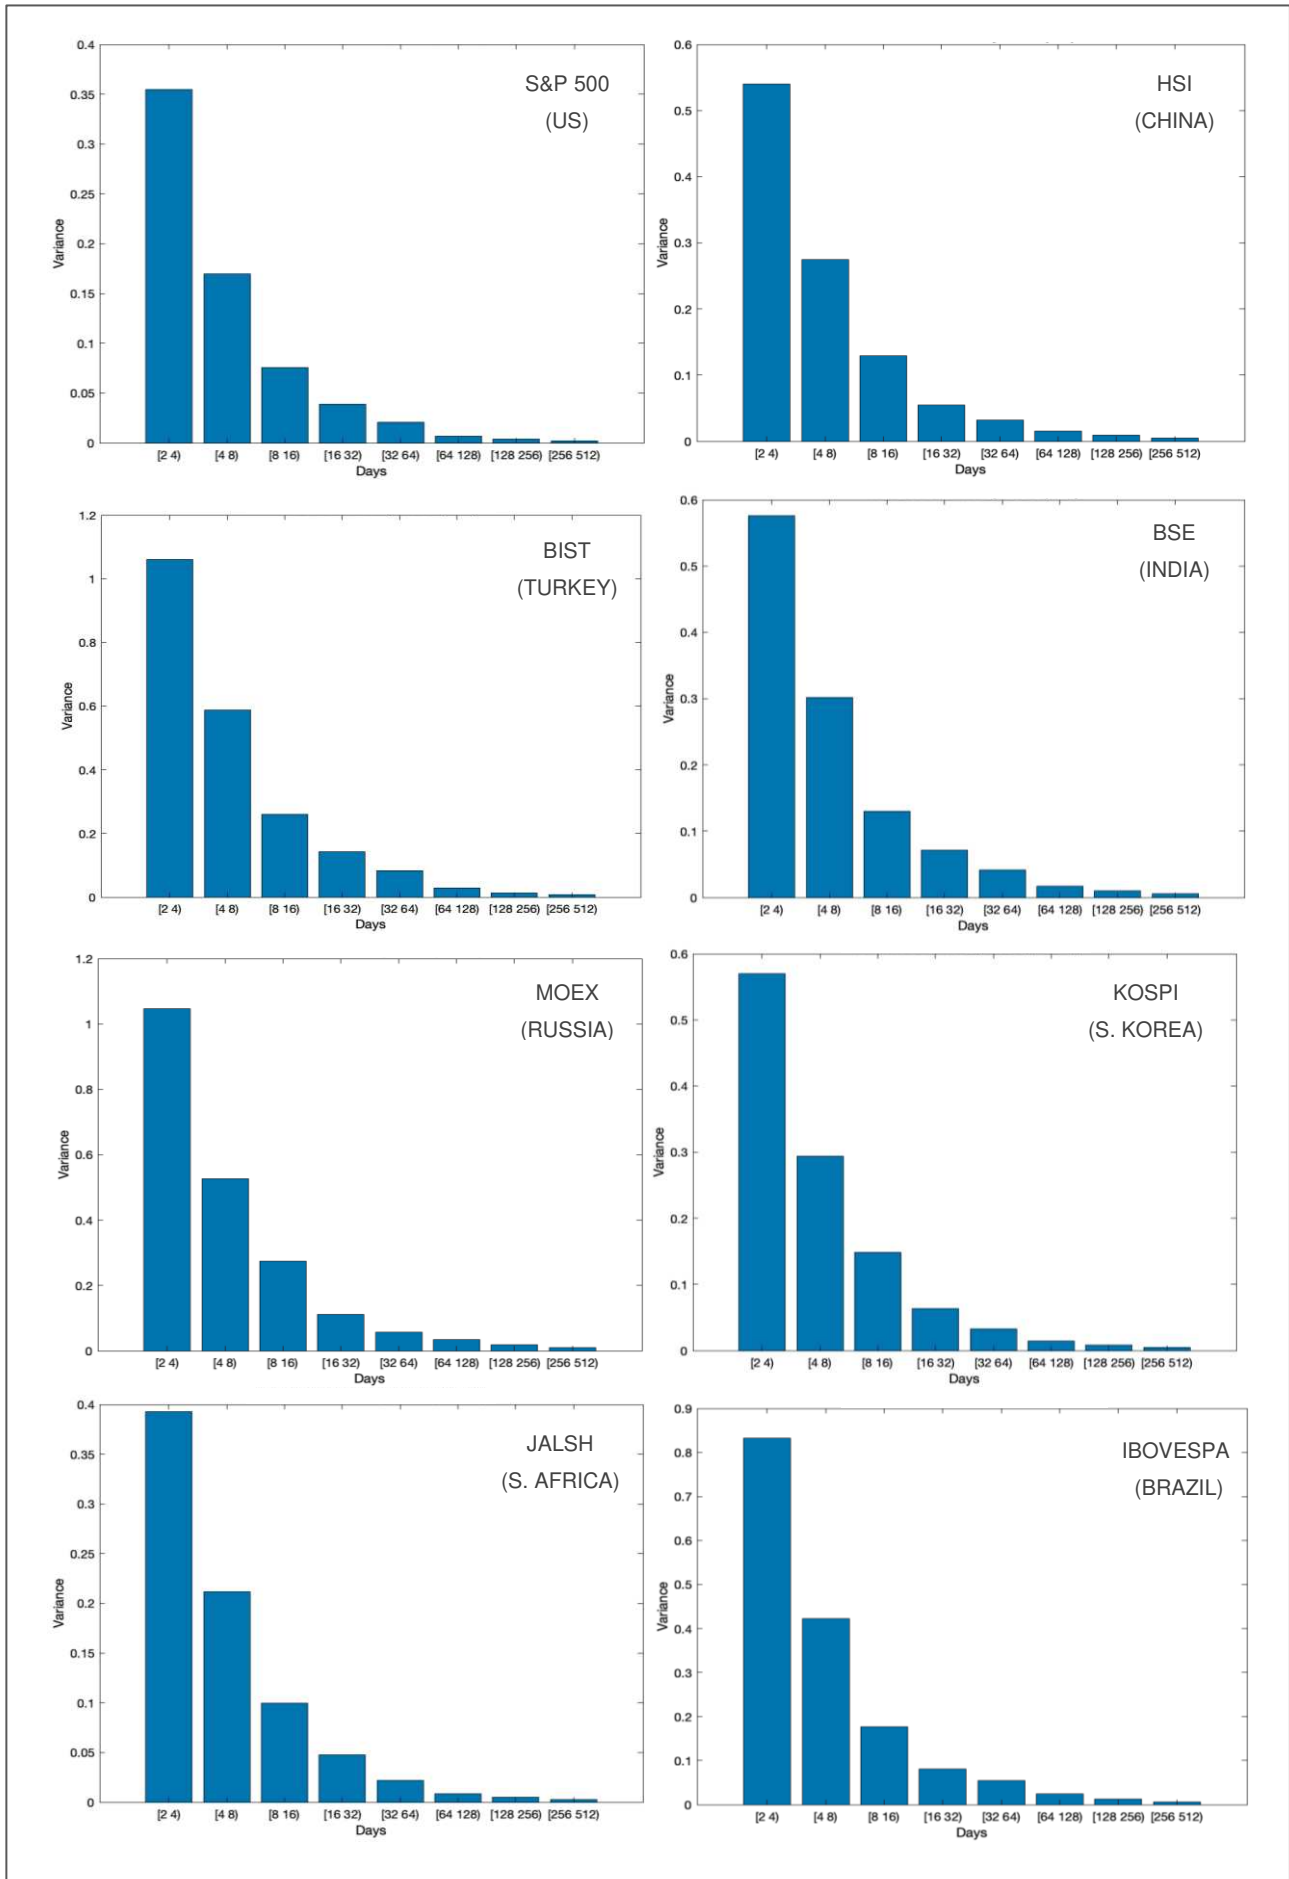 S&P 500
(US)
0.4
0.35
0.3
0.25
0.2
0.15
0.1
0.05
0
Variance
[2 4) [4 8) [8 16) [16 32) [32 64) [64 128) [128 256) [256 512)
Days
HSI
(CHINA)
0.6
0.5
0.4
0.3
0.2
0.1
0
Variance
[2 4) [4 8) [8 16) [16 32) [32 64) [64 128) [128 256) [256 512)
Days
BIST
(TURKEY)
1.2
1
0.8
0.6
0.4
0.2
0
Variance
[2 4) [4 8) [8 16) [16 32) [32 64) [64 128) [128 256) [256 512)
Days
BSE
(INDIA)
0.6
0.5
0.4
0.3
0.2
0.1
0
Variance
[2 4) [4 8) [8 16) [16 32) [32 64) [64 128) [128 256) [256 512)
Days
MOEX
(RUSSIA)
1.2
1
0.8
0.6
0.4
0.2
0
Variance
[2 4) [4 8) [8 16) [16 32) [32 64) [64 128) [128 256) [256 512)
Days
KOSPI
(S. KOREA)
0.6
0.5
0.4
0.3
0.2
0.1
0
Variance
[2 4) [4 8) [8 16) [16 32) [32 64) [64 128) [128 256) [256 512)
Days
JALSH
(S. AFRICA)
0.4
0.35
0.3
0.25
0.2
0.15
0.1
0.05
0
Variance
[2 4) [4 8) [8 16) [16 32) [32 64) [64 128) [128 256) [256 512)
Days
IBOVESPA
(BRAZIL)
0.9
0.8
0.7
0.6
0.5
0.4
0.3
0.2
0.1
0
Variance
[2 4) [4 8) [8 16) [16 32) [32 64) [64 128) [128 256) [256 512)
Days